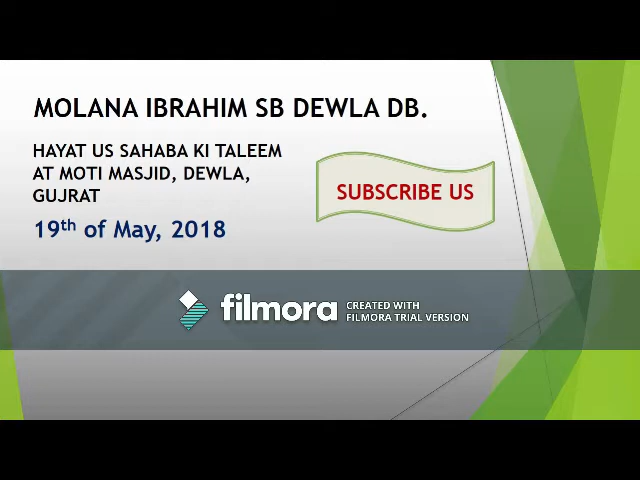 MOLANA IBRAHIM SB DEWLA DB.
HAYAT US SAHABA KI TALEEM
AT MOTI MASJID, DEWLA,
GUJRAT
19th of May, 2018
SUBSCRIBE US
filmora
CREATED WITH
FILMORA TRIAL VERSION